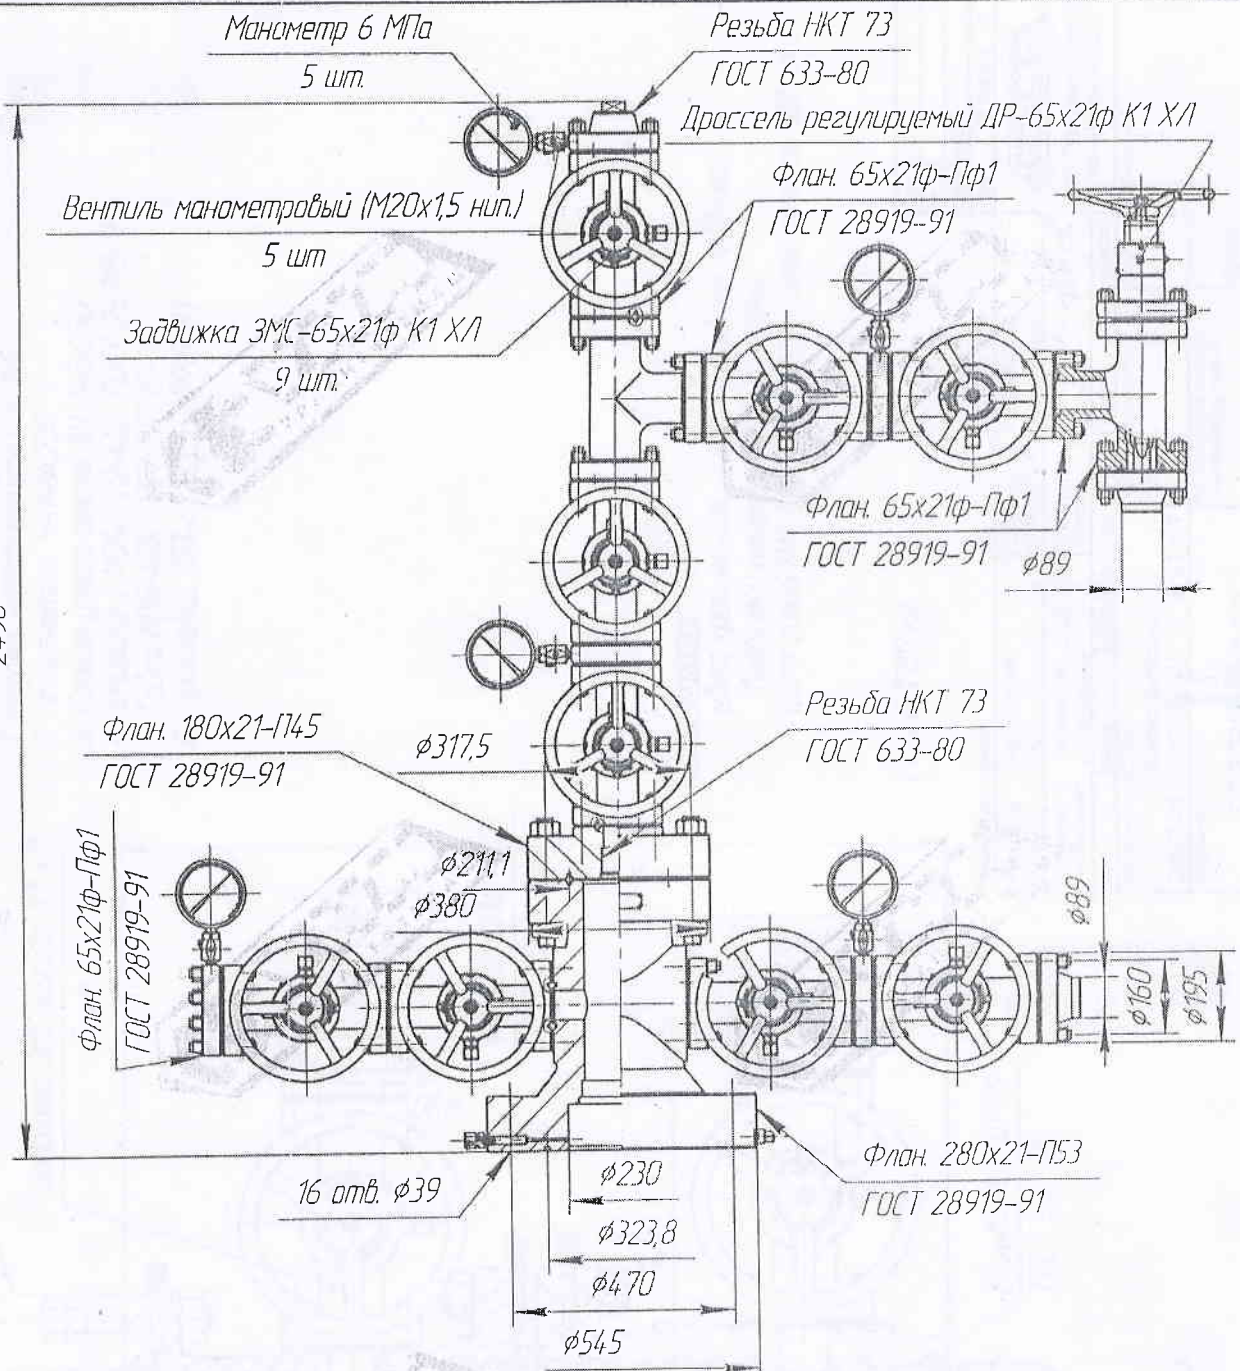 Манометр 6 МПа
5 шт.
Резьба НКТ 73
ГОСТ 633-80
Дроссель регулируемый ДР-65х21ф К1 ХЛ
Флан. 65х21ф-Пф1
ГОСТ 28919-91
Вентиль манометровый (М20х1,5 нип.)
5 шт
Задвижка ЗМС-65х21ф К1 ХЛ
9 шт.
Флан. 65х21ф-Пф1
ГОСТ 28919-91
ϕ89
Резьба НКТ 73
ГОСТ 633-80
Флан. 180х21-П45
ГОСТ 28919-91
ϕ317,5
ϕ211,1
ϕ380
Флан. 65х21ф-Пф1
ГОСТ 28919-91
ϕ89
ϕ160
ϕ195
16 отв. ϕ39
ϕ230
ϕ323,8
ϕ470
ϕ545
Флан. 280х21-П53
ГОСТ 28919-91